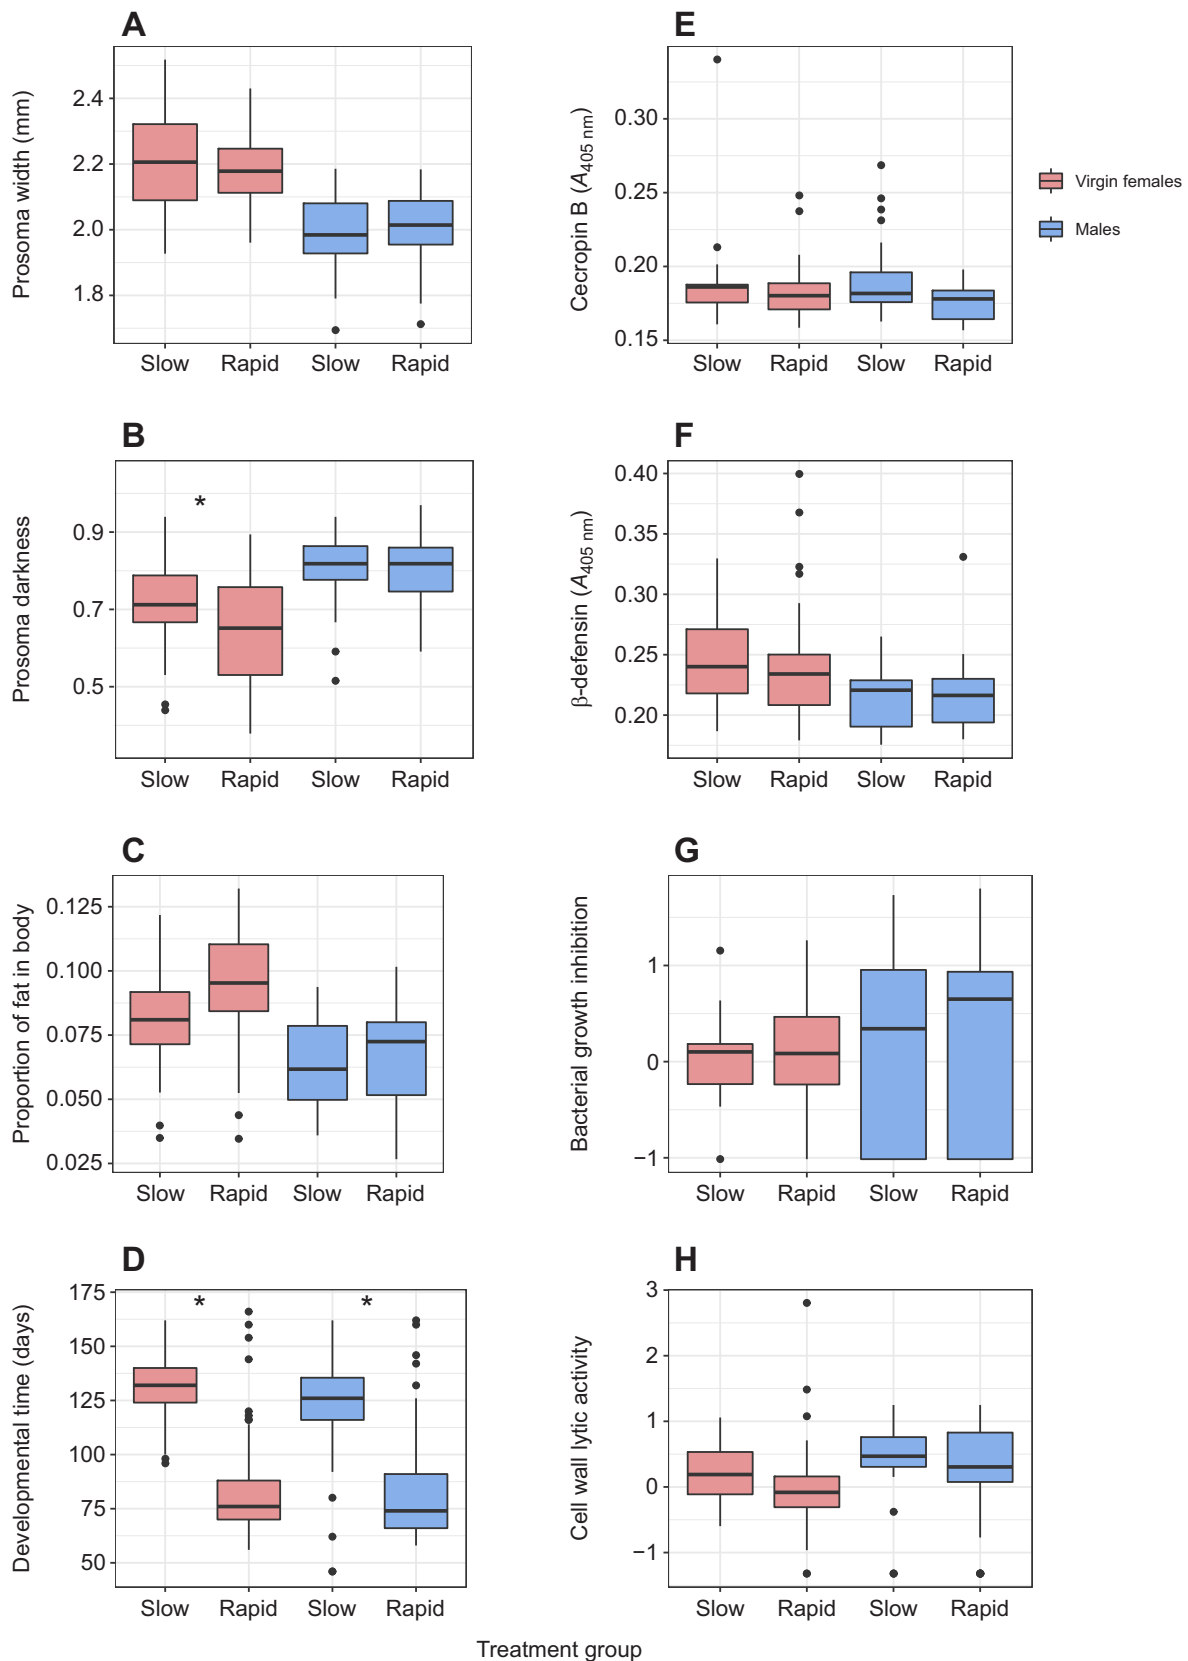 A
Prosoma width (mm)
2.4
2.2
2.0
1.8
Slow Rapid Slow Rapid
B
Prosoma darkness
0.9
0.7
0.5
*
Slow Rapid Slow Rapid
C
Proportion of fat in body
0.125
0.100
0.075
0.050
0.025
Slow Rapid Slow Rapid
D
Developmental time (days)
175
150
125
100
75
50
* *
Slow Rapid Slow Rapid
E
Cecropin B (A405 nm)
0.30
0.25
0.20
0.15
Slow Rapid Slow Rapid
Virgin females
Males
F
β-defensin (A405 nm)
0.40
0.35
0.30
0.25
0.20
Slow Rapid Slow Rapid
G
Bacterial growth inhibition
1
0
−1
Slow Rapid Slow Rapid
H
Cell wall lytic activity
3
2
1
0
−1
Slow Rapid Slow Rapid
Treatment group